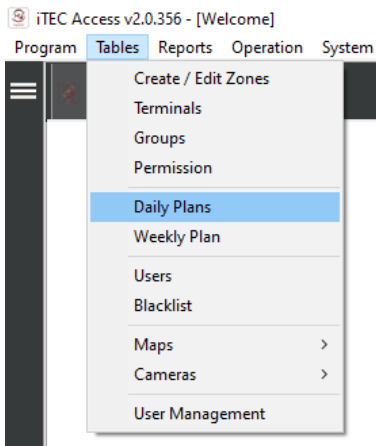 iTEC Access v2.0.356 - [Welcome]
Program Tables Reports Operation System
Create / Edit Zones
Terminals
Groups
Permission
Daily Plans
Weekly Plan
Users
Blacklist
Maps
Cameras
User Management